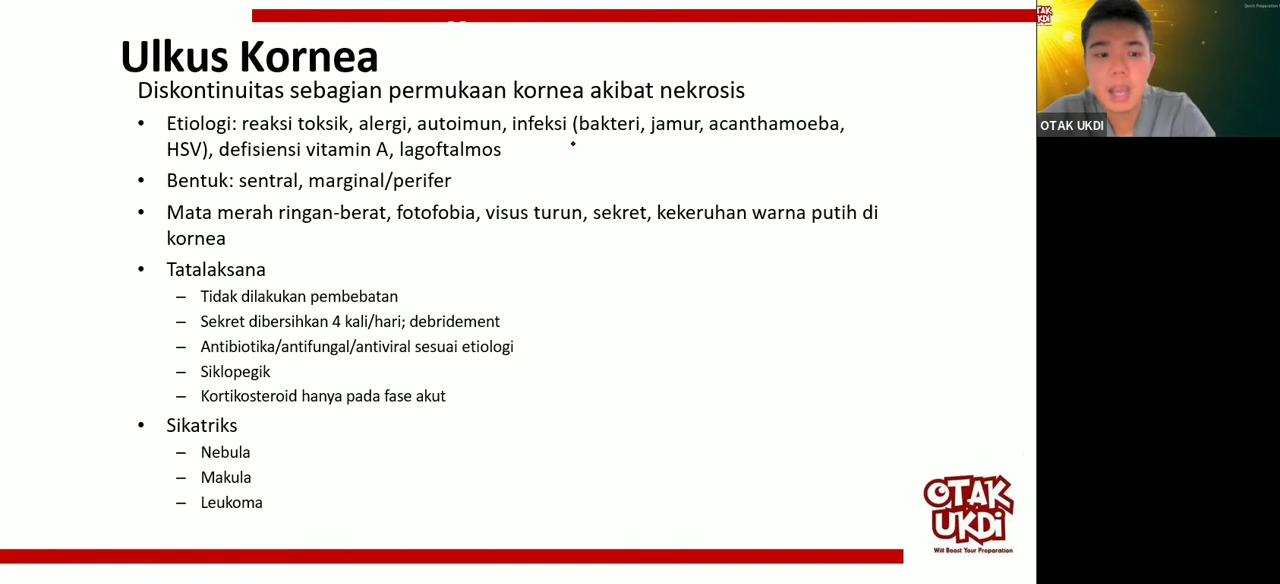 Ulkus Kornea
Diskontinuitas sebagian permukaan kornea akibat nekrosis
• Etiologi: reaksi toksik, alergi, autoimun, infeksi (bakteri, jamur, acanthamoeba,
HSV), defisiensi vitamin A, lagoftalmos
• Bentuk: sentral, marginal/perifer
• Mata merah ringan-berat, fotofobia, visus turun, sekret, kekeruhan warna putih di
kornea
• Tatalaksana
– Tidak dilakukan pembebatan
– Sekret dibersihkan 4 kali/hari; debridement
– Antibiotika/antifungal/antiviral sesuai etiologi
– Siklopegik
– Kortikosteroid hanya pada fase akut
• Sikatriks
– Nebula
– Makula
– Leukoma
OTAK
UKDI
Will Boost Your Preparation
OTAK UKDI